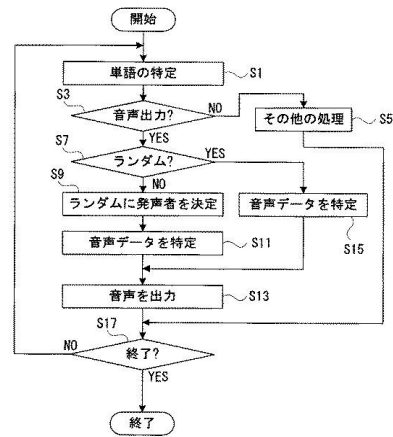 開始
単語の特定
S1
S3
音声出力?
NO
その他の処理
S5
YES
S7
ランダム?
YES
S9
NO
ランダムに発声者を決定
音声データを特定
S15
音声データを特定
S11
音声を出力
S13
S17
終了?
NO
YES
終了